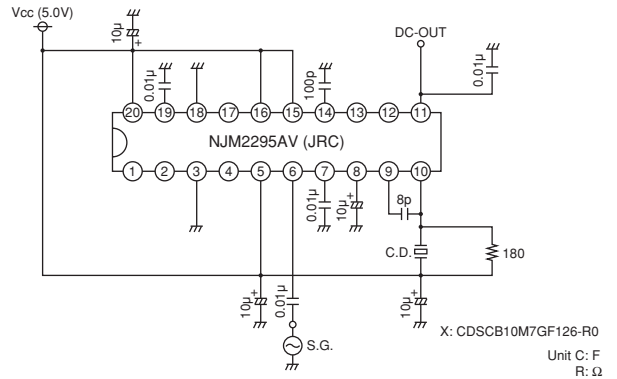 Vcc (5.0V)
10µ
+
DC-OUT
0.01µ
100p
0.01µ
20 19 18 17 16 15 14 13 12 11
NJM2295AV (JRC)
1 2 3 4 5 6 7 8 9 10
0.01µ
10µ
+
8p
C.D.
180
10µ
+
0.01µ
10µ
+
S.G.
X: CDSCB10M7GF126-R0
Unit C: F
R: Ω